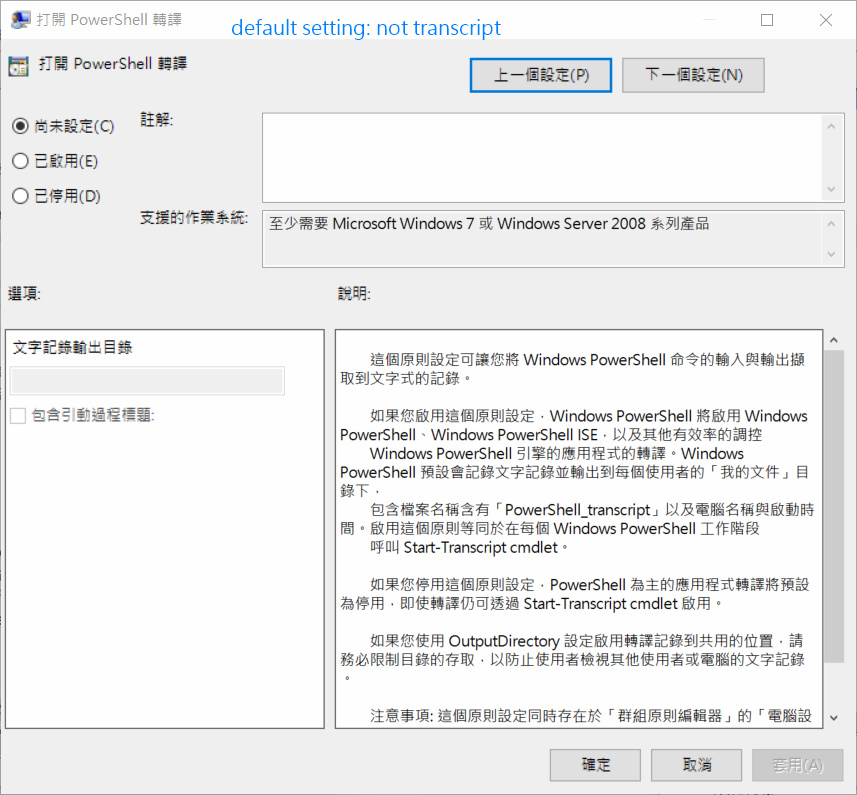 打開 PowerShell 轉譯
default setting: not transcript
打開 PowerShell 轉譯
上一個設定(P)
下一個設定(N)
尚未設定(C)
註解:
已啟用(E)
已停用(D)
支援的作業系統:
至少需要 Microsoft Windows 7 或 Windows Server 2008 系列產品
選項:
說明:
文字記錄輸出目錄
包含引動過程標題:
這個原則設定可讓您將 Windows PowerShell 命令的輸入與輸出擷
取到文字式的記錄。
如果您啟用這個原則設定，Windows PowerShell 將啟用 Windows
PowerShell、Windows PowerShell ISE，以及其他有效率的調控
Windows PowerShell 引擎的應用程式的轉譯。Windows
PowerShell 預設會記錄文字記錄並輸出到每個使用者的「我的文件」目
錄下，
包含檔案名稱含有「PowerShell_transcript」以及電腦名稱與啟動時
間。啟用這個原則等同於在每個 Windows PowerShell 工作階段
呼叫 Start-Transcript cmdlet。
如果您停用這個原則設定，PowerShell 為主的應用程式轉譯將預設
為停用，即使轉譯仍可透過 Start-Transcript cmdlet 啟用。
如果您使用 OutputDirectory 設定啟用轉譯記錄到共用的位置，請
務必限制目錄的存取，以防止使用者檢視其他使用者或電腦的文字記錄
。
注意事項: 這個原則設定同時存在於「群組原則編輯器」的「電腦設
確定
取消
套用(A)